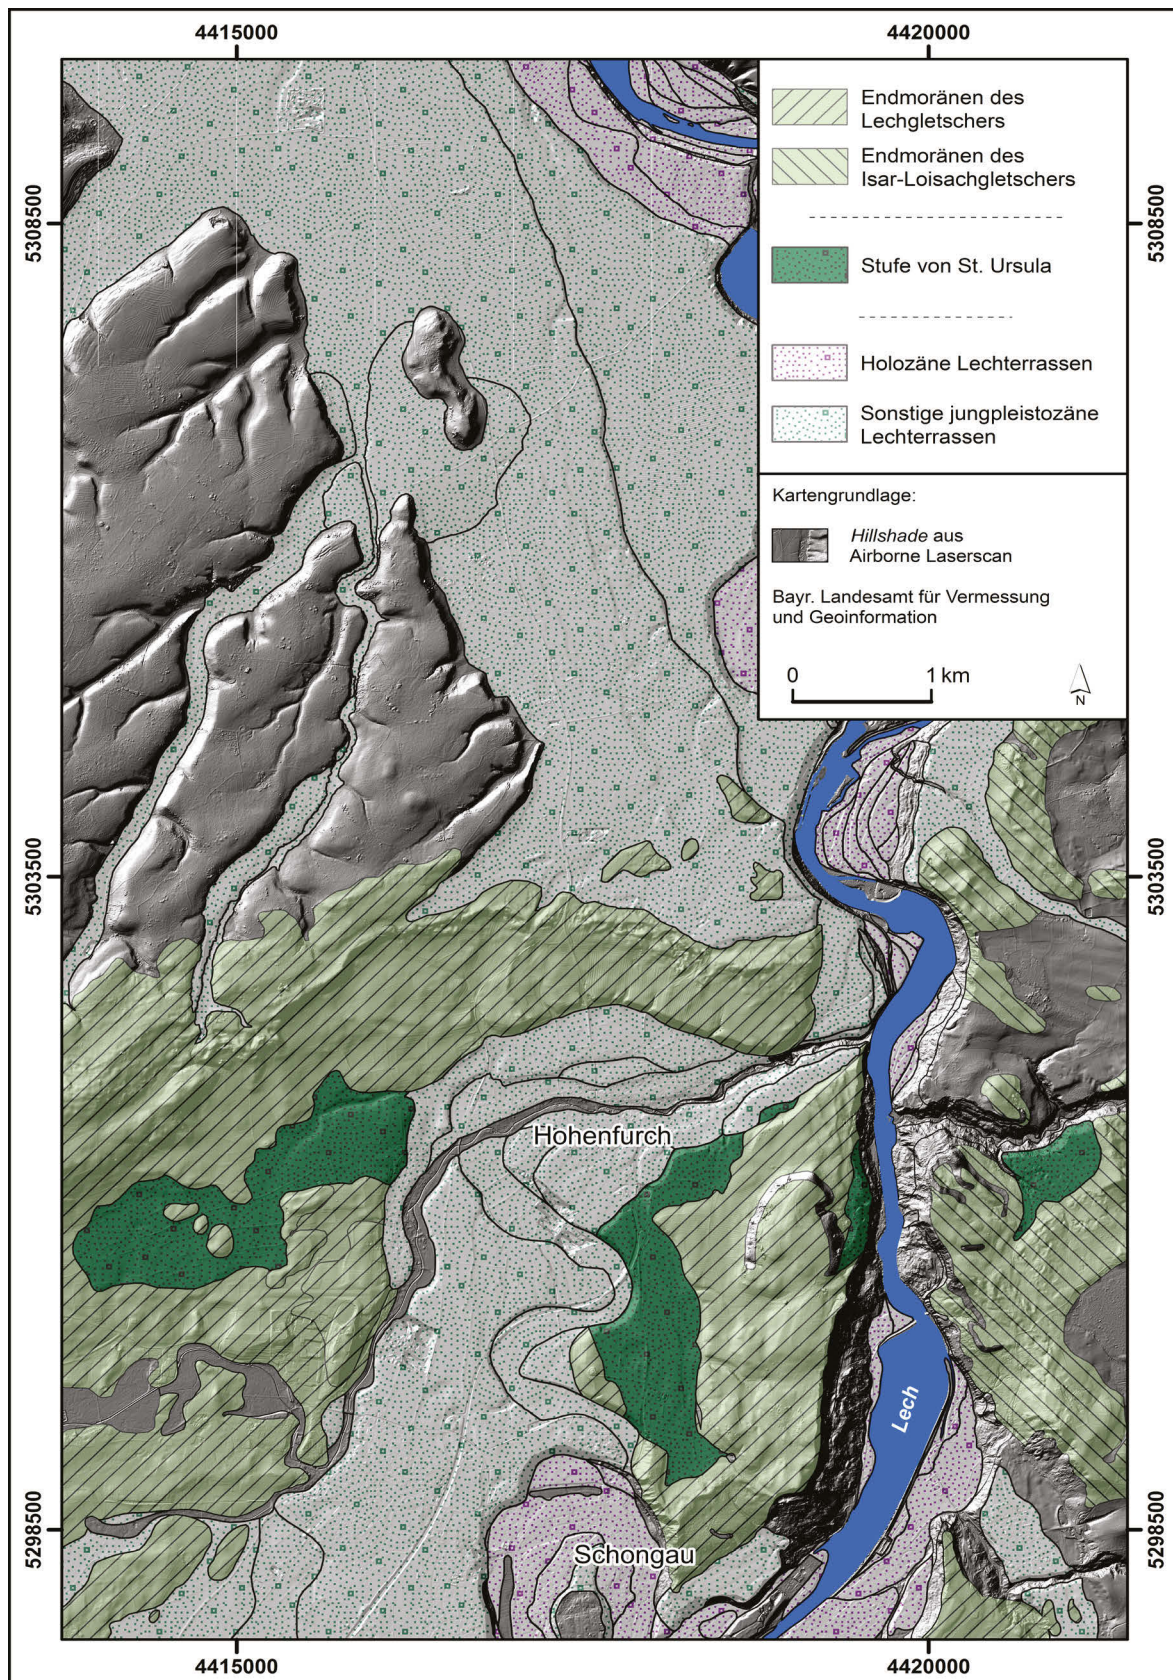 4415000
4420000
5308500
5308500
Endmoränen des
Lechgletschers
Endmoränen des
Isar-Loisachgletschers
Stufe von St. Ursula
Holozäne Lechterrassen
Sonstige jungpleistozäne
Lechterrassen
Kartengrundlage:
Hillshade aus
Airborne Laserscan
Bayr. Landesamt für Vermessung
und Geoinformation
0
1 km
N
5303500
5303500
Hohenfurch
Lech
5298500
5298500
Schongau
4415000
4420000